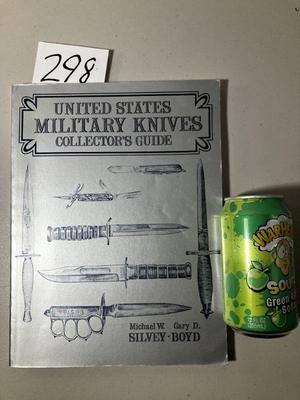 298
UNITED STATES
MILITARY KNIVES
COLLECTOR'S GUIDE
Michael W. Gary D.
SILVEY · BOYD
WARHEADS
SOUR
Green